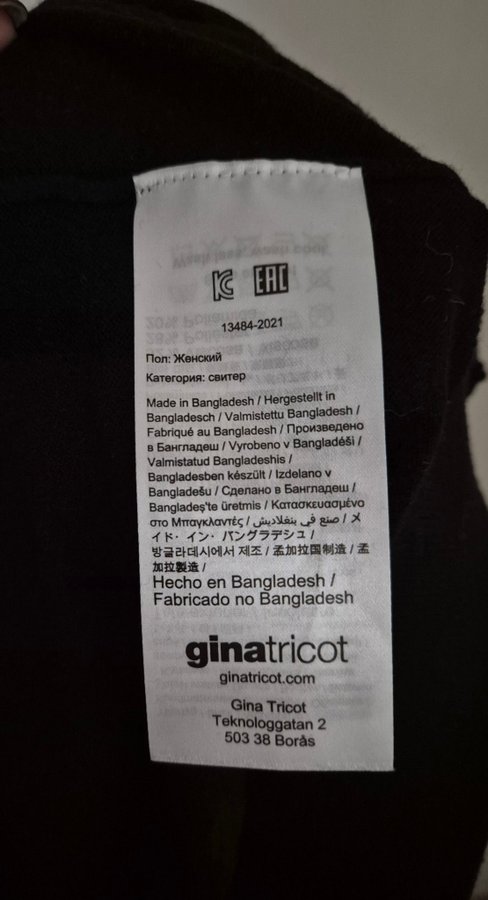 EAC
13484-2021
Пол: Женский
Категория: свитер
Made in Bangladesh / Hergestellt in
Bangladesch / Valmistettu Bangladesh /
Fabriqué au Bangladesh / Произведено
в Бангладеш / Vyrobeno v Bangladéši /
Valmistatud Bangladeshis /
Bangladesben készült / Izdelano v
Bangladešu / Сделано в Бангладеш /
Bangladeş'te üretmis / Κατασκευασμένο
στο Μπαγκλαντές / صنع في بنغلاديش / メ
イド・イン・バングラデシュ /
방글라데시에서 제조 / 孟加拉国制造 / 孟
加拉製造 /
Hecho en Bangladesh /
Fabricado no Bangladesh
ginatricot
ginatricot.com
Gina Tricot
Teknologgatan 2
503 38 Borås